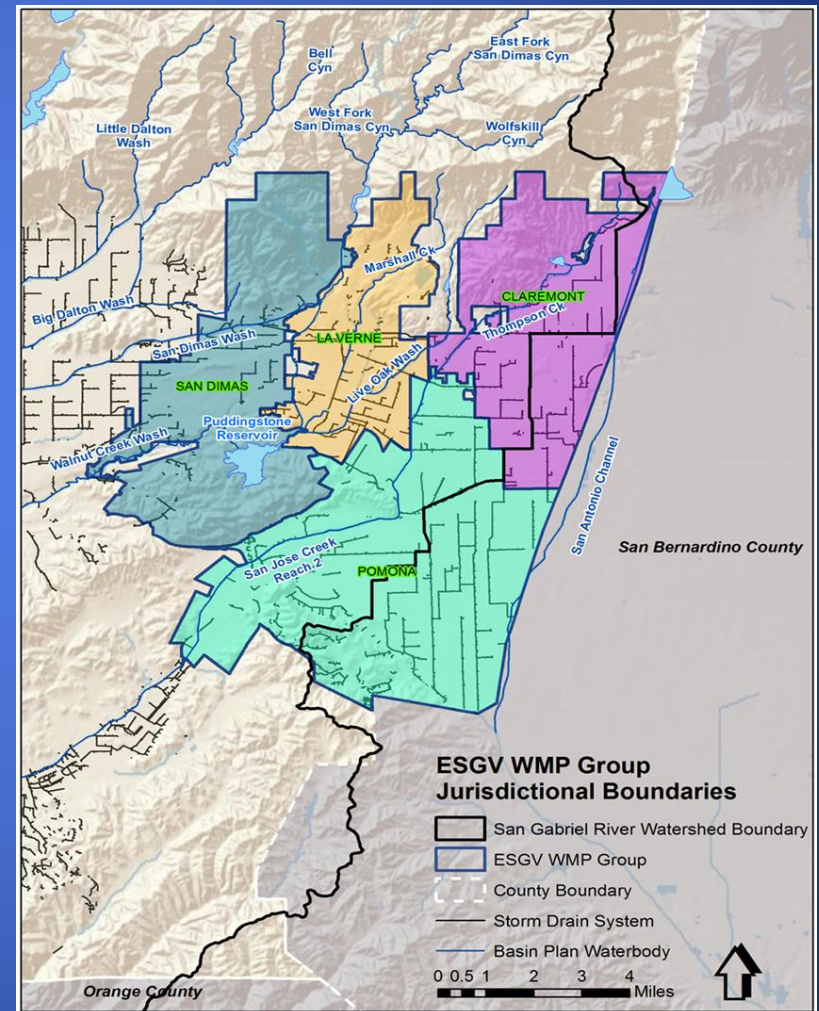 East Fork
San Dimas Cyn
Bell
Cyn
West Fork
San Dimas Cyn
Little Dalton
Wash
Wolfskill
Cyn
Marshall Ck
CLAREMONT
Big Dalton Wash
Thompson Ck
San Dimas Wash
LA VERNE
Live Oak Wash
SAN DIMAS
Puddingstone
Reservoir
Walnut Creek Wash
San Antonio Channel
San Bernardino County
San Jose Creek
Reach 2
POMONA
ESGV WMP Group
Jurisdictional Boundaries
San Gabriel River Watershed Boundary
ESGV WMP Group
County Boundary
Storm Drain System
Basin Plan Waterbody
0 0.5 1 2 3 4
Miles
Orange County